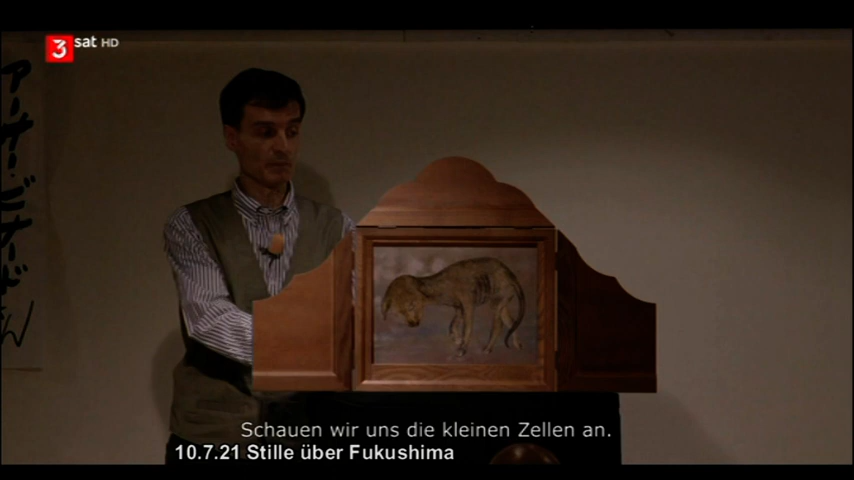 3sat HD
Schauen wir uns die kleinen Zellen an.
10.7.21 Stille über Fukushima